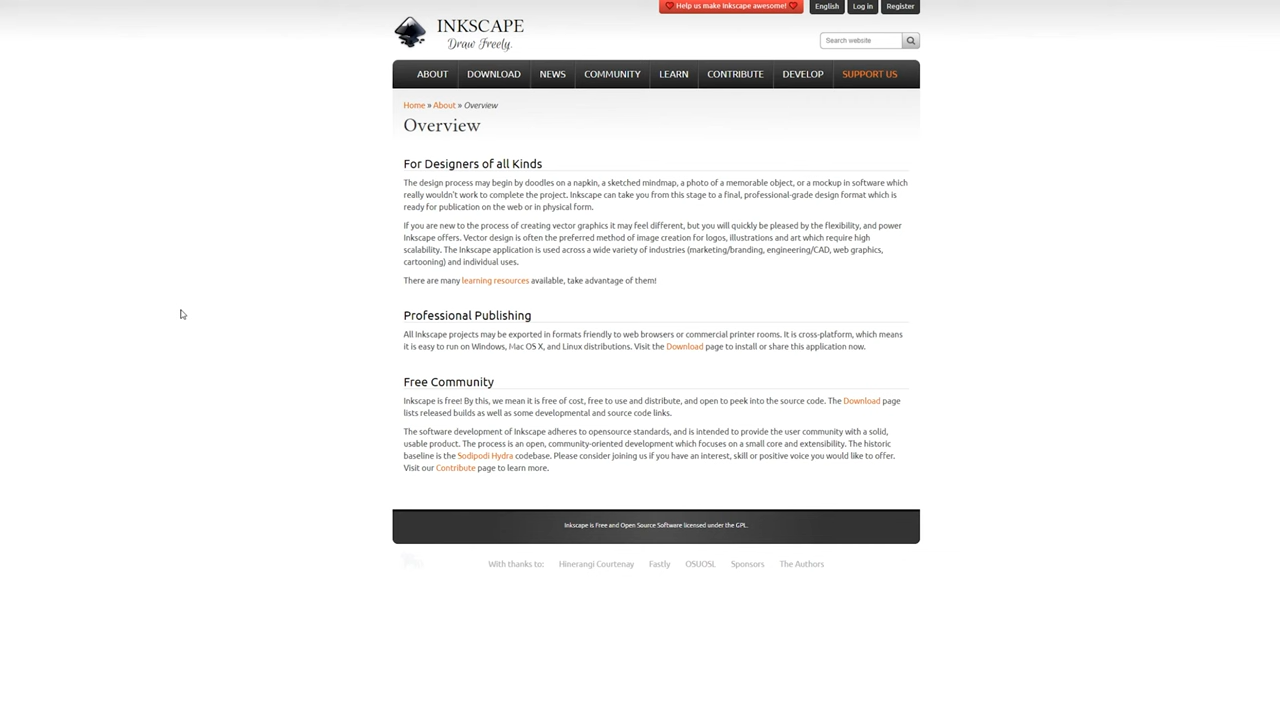 Help us make Inkscape awesome!
English
Log in
Register
INKSCAPE
Draw Freely.
Search website
ABOUT
DOWNLOAD
NEWS
COMMUNITY
LEARN
CONTRIBUTE
DEVELOP
SUPPORT US
Home » About » Overview
Overview
For Designers of all Kinds
The design process may begin by doodles on a napkin, a sketched mindmap, a photo of a memorable object, or a mockup in software which
really wouldn't work to complete the project. Inkscape can take you from this stage to a final, professional-grade design format which is
ready for publication on the web or in physical form.
If you are new to the process of creating vector graphics it may feel different, but you will quickly be pleased by the flexibility, and power
Inkscape offers. Vector design is often the preferred method of image creation for logos, illustrations and art which require high
scalability. The Inkscape application is used across a wide variety of industries (marketing/branding, engineering/CAD, web graphics,
cartooning) and individual uses.
There are many learning resources available, take advantage of them!
Professional Publishing
All Inkscape projects may be exported in formats friendly to web browsers or commercial printer rooms. It is cross-platform, which means
it is easy to run on Windows, Mac OS X, and Linux distributions. Visit the Download page to install or share this application now.
Free Community
Inkscape is free! By this, we mean it is free of cost, free to use and distribute, and open to peek into the source code. The Download page
lists released builds as well as some developmental and source code links.
The software development of Inkscape adheres to opensource standards, and is intended to provide the user community with a solid,
usable product. The process is an open, community-oriented development which focuses on a small core and extensibility. The historic
baseline is the Sodipodi Hydra codebase. Please consider joining us if you have an interest, skill or positive voice you would like to offer.
Visit our Contribute page to learn more.
Inkscape is Free and Open Source Software licensed under the GPL.
With thanks to:
Hinerangi Courtenay
Fastly
OSUOSL
Sponsors
The Authors